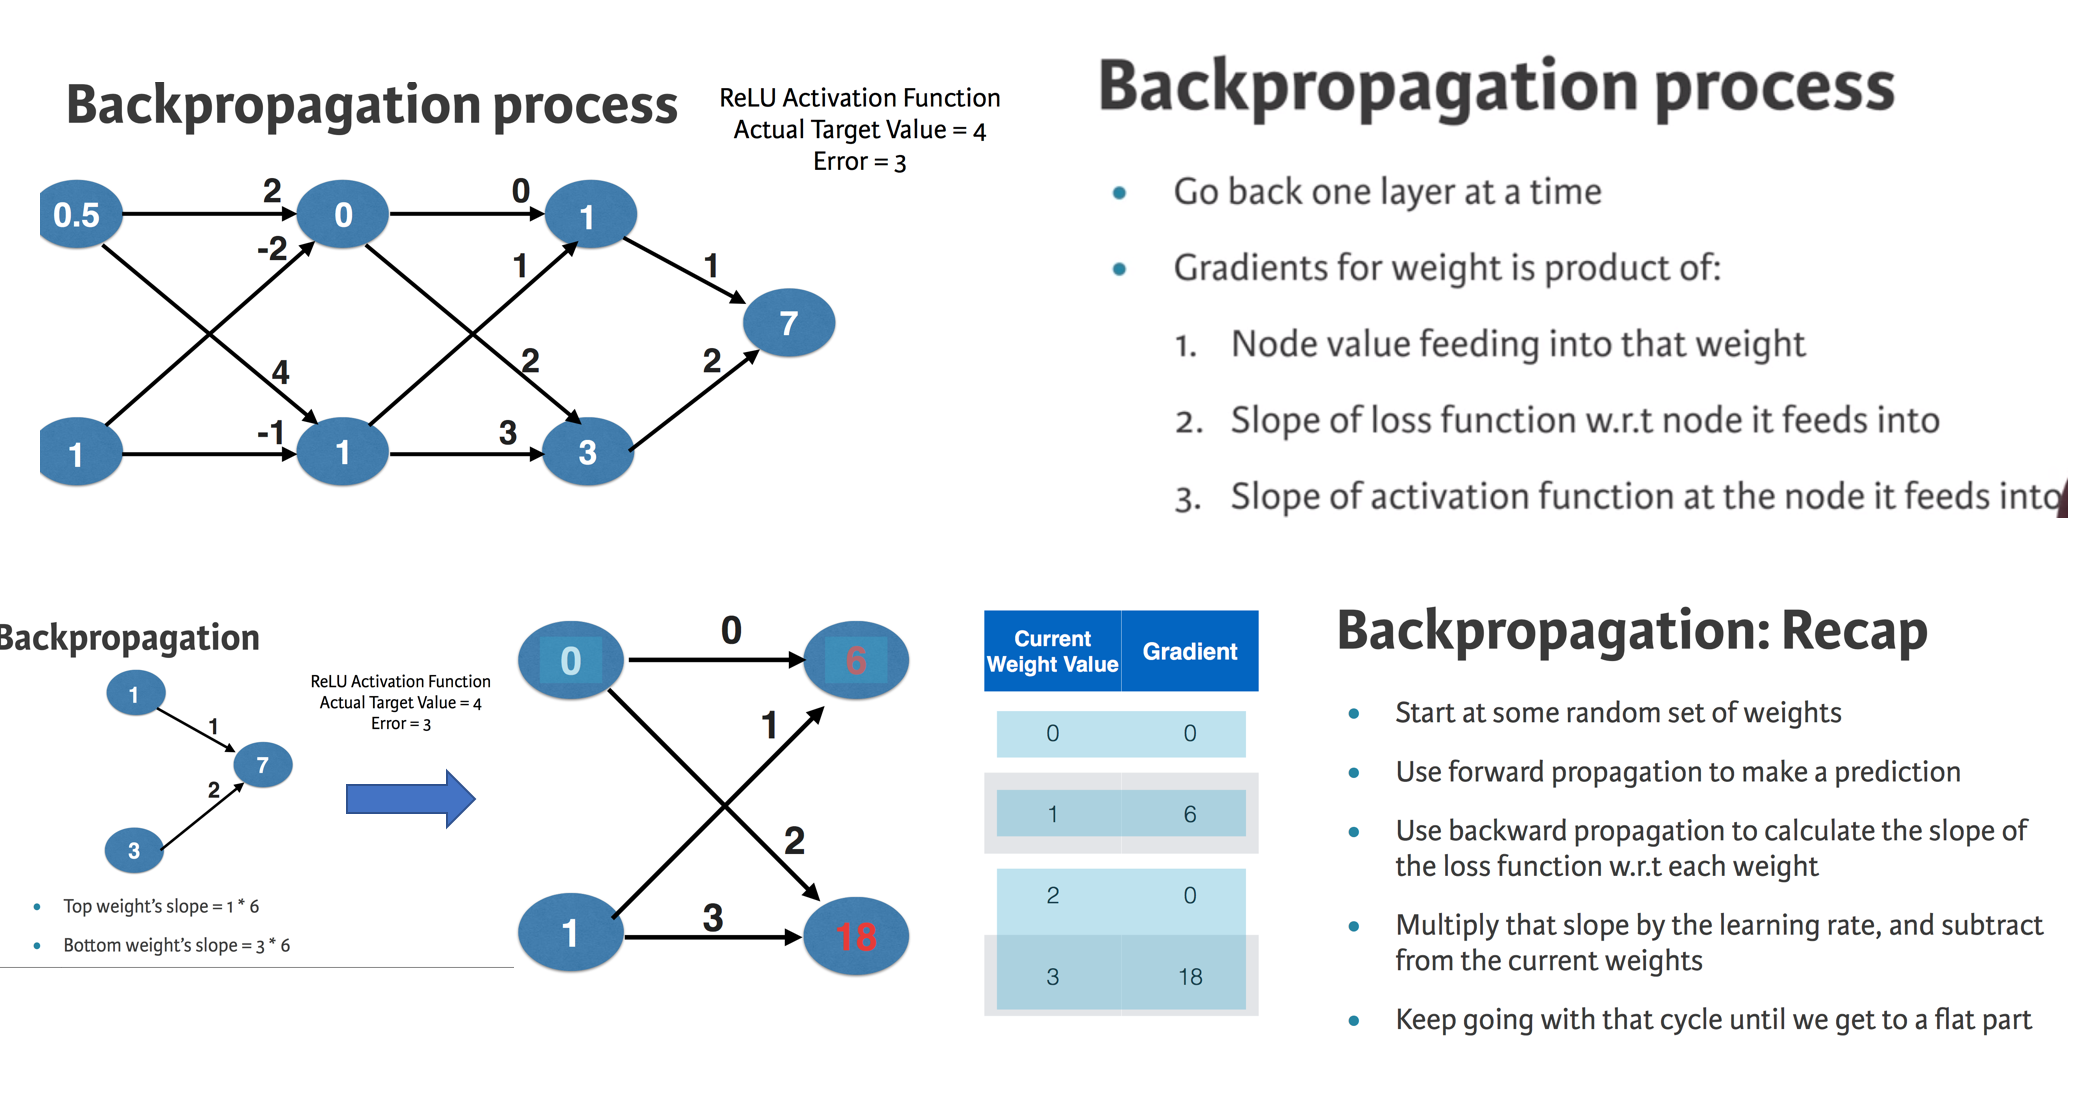 Backpropagation process
ReLU Activation Function
Actual Target Value = 4
Error = 3
0.5
2
0
0
1
-2
1
1
7
4
2
2
1
-1
1
3
3
Backpropagation process
Go back one layer at a time
Gradients for weight is product of:
1. Node value feeding into that weight
2. Slope of loss function w.r.t node it feeds into
3. Slope of activation function at the node it feeds into
Backpropagation
1
1
7
2
3
ReLU Activation Function
Actual Target Value = 4
Error = 3
Top weight's slope = 1 * 6
Bottom weight's slope = 3 * 6
0
0
6
1
2
1
3
18
Current Weight Value Gradient
0 0
1 6
2 0
3 18
Backpropagation: Recap
Start at some random set of weights
Use forward propagation to make a prediction
Use backward propagation to calculate the slope of
the loss function w.r.t each weight
Multiply that slope by the learning rate, and subtract
from the current weights
Keep going with that cycle until we get to a flat part